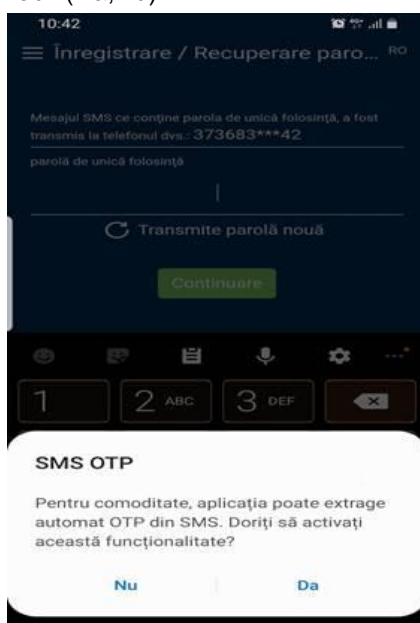 10:42
Înregistrare / Recuperare paro... RO
Mesajul SMS ce conține parola de unică folosință, a fost
transmis la telefonul dvs.: 373683***42
parolă de unică folosință
Transmite parolă nouă
Continuare
1 2 ABC 3 DEF
SMS OTP
Pentru comoditate, aplicația poate extrage
automat OTP din SMS. Doriți să activați
această funcționalitate?
Nu Da